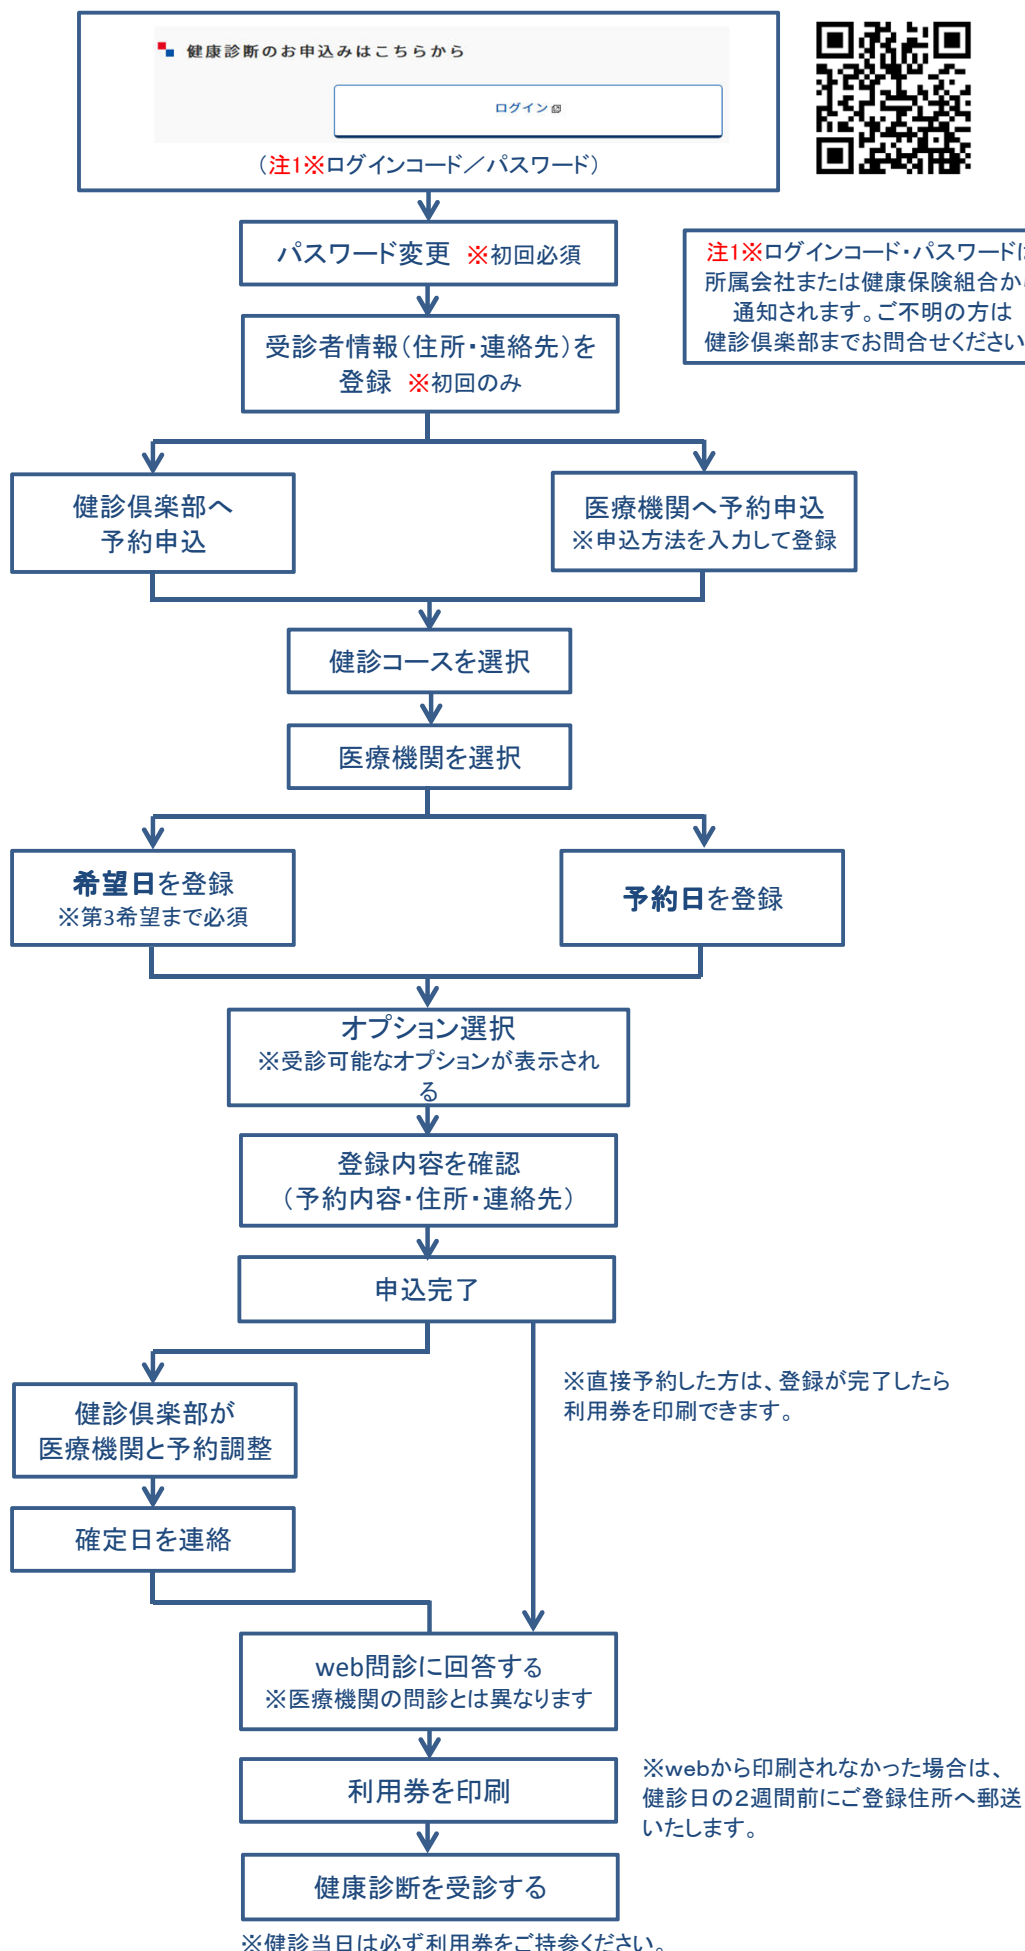 健康診断のお申込みはこちらから
ログイン
（注1※ログインコード／パスワード）
パスワード変更 ※初回必須
注1※ログインコード・パスワードは
所属会社または健康保険組合から
通知されます。ご不明の方は
健診倶楽部までお問合せください
受診者情報（住所・連絡先）を
登録 ※初回のみ
健診倶楽部へ
予約申込
医療機関へ予約申込
※申込方法を入力して登録
健診コースを選択
医療機関を選択
希望日を登録
※第3希望まで必須
予約日を登録
オプション選択
※受診可能なオプションが表示され
る
登録内容を確認
（予約内容・住所・連絡先）
申込完了
※直接予約した方は、登録が完了したら
利用券を印刷できます。
健診倶楽部が
医療機関と予約調整
確定日を連絡
web問診に回答する
※医療機関の問診とは異なります
利用券を印刷
※webから印刷されなかった場合は、
健診日の２週間前にご登録住所へ郵送
いたします。
健康診断を受診する
※健診当日は必ず利用券をご持参ください。